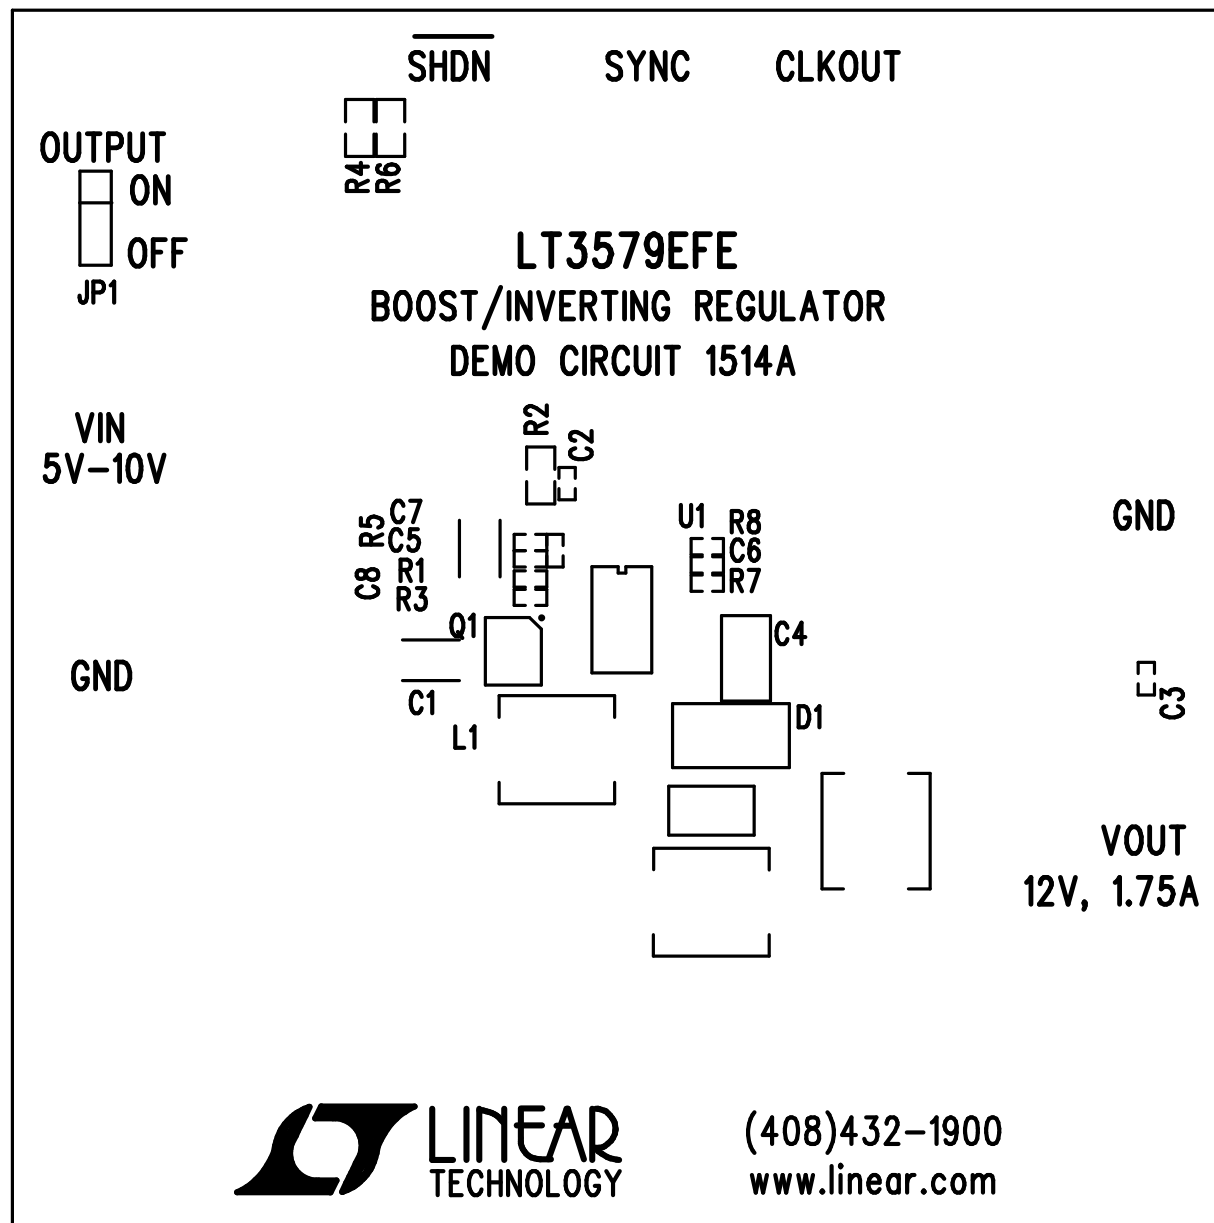 SHDN SYNC CLKOUT
OUTPUT
ON
OFF
JP1
R4
R6
LT3579EFE
BOOST/INVERTING REGULATOR
DEMO CIRCUIT 1514A
VIN
5V-10V
R2
C2
C7
R5
C5
C8
R1
R3
U1
R8
C6
R7
GND
Q1
C4
GND
C1
C3
L1
D1
VOUT
12V, 1.75A
LINEAR
TECHNOLOGY
(408)432-1900
www.linear.com